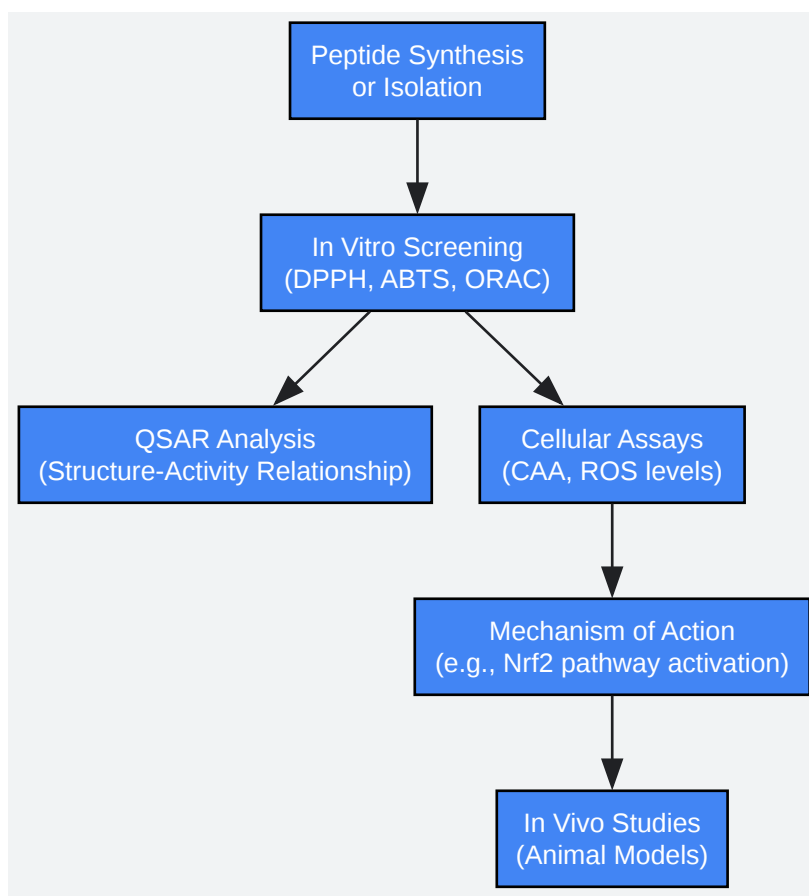 Peptide Synthesis
or Isolation
In Vitro Screening
(DPPH, ABTS, ORAC)
QSAR Analysis
(Structure-Activity Relationship)
Cellular Assays
(CAA, ROS levels)
Mechanism of Action
(e.g., Nrf2 pathway activation)
In Vivo Studies
(Animal Models)